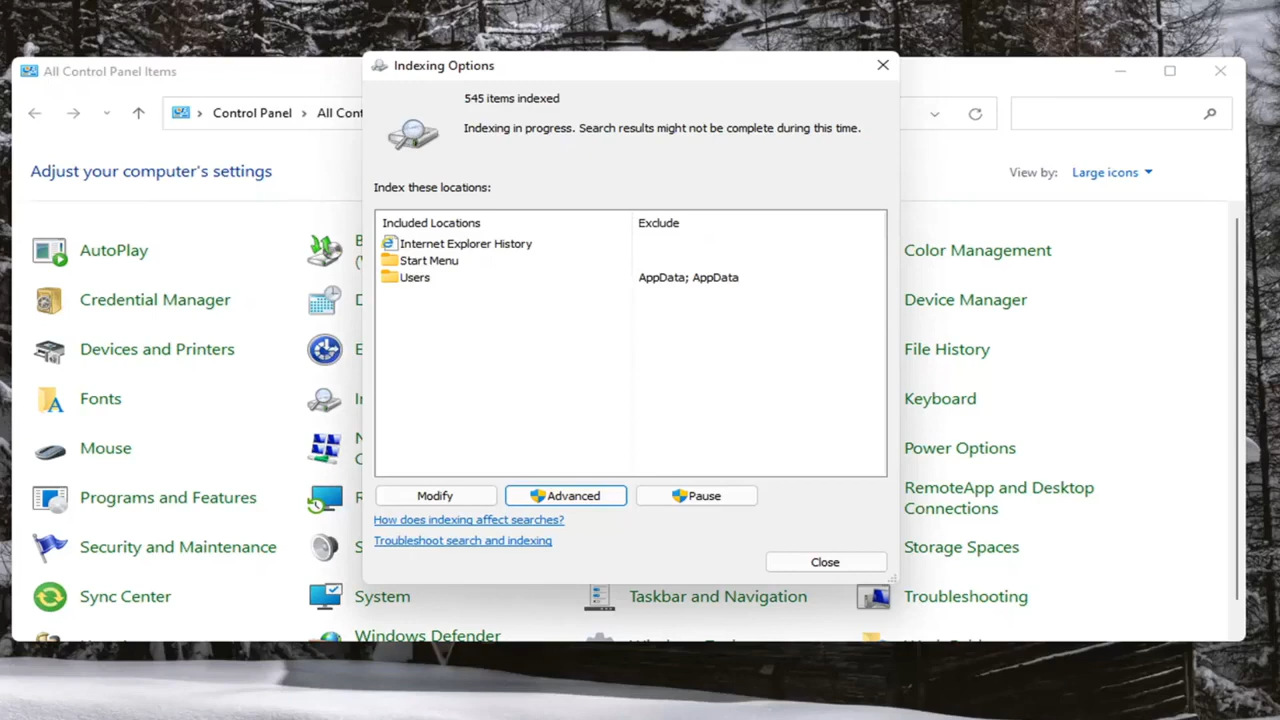 All Control Panel Items
Control Panel
All Cont
Adjust your computer's settings
View by:
Large icons
AutoPlay
Credential Manager
Devices and Printers
Fonts
Mouse
Programs and Features
Security and Maintenance
Sync Center
System
Windows Defender
Taskbar and Navigation
Color Management
Device Manager
File History
Keyboard
Power Options
RemoteApp and Desktop
Connections
Storage Spaces
Troubleshooting
Indexing Options
545 items indexed
Indexing in progress. Search results might not be complete during this time.
Index these locations:
Included Locations
Exclude
Internet Explorer History
Start Menu
Users
AppData; AppData
Modify
Advanced
Pause
How does indexing affect searches?
Troubleshoot search and indexing
Close